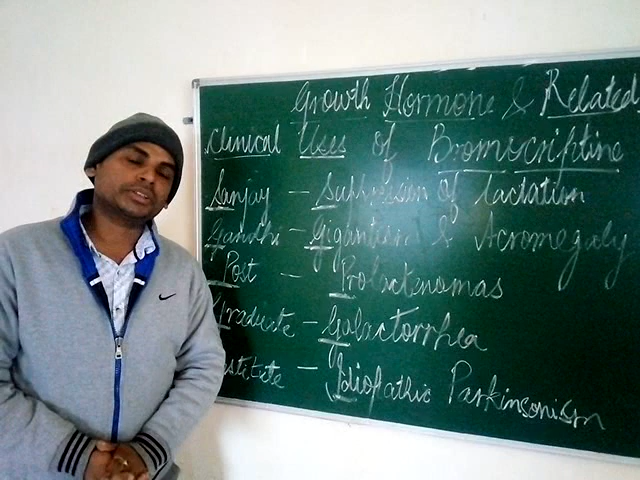 Growth Hormone & Related
Clinical Uses of Bromocriptine
Sanjay - Suppression of lactation
Gandhi - Gigantism & Acromegaly
Post - Prolactinomas
Graduate - Galactorrhea
Institute - Idiopathic Parkinsonism